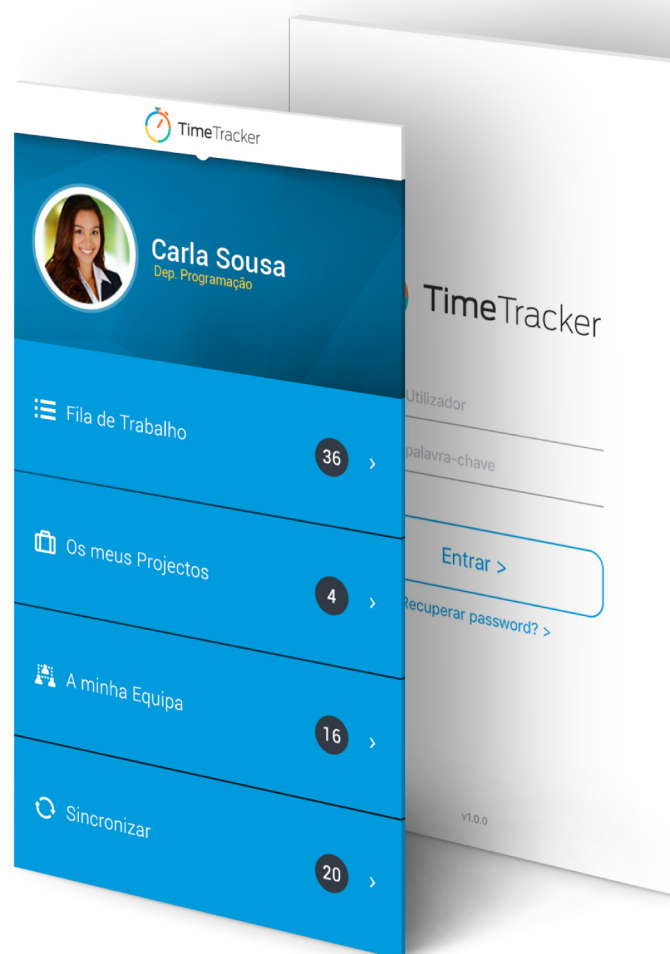 TimeTracker
Carla Sousa
Dep. Programação
Fila de Trabalho
36
Os meus Projectos
4
A minha Equipa
16
Sincronizar
20
TimeTracker
Utilizador
palavra-chave
Entrar >
Recuperar password? >
v1.0.0